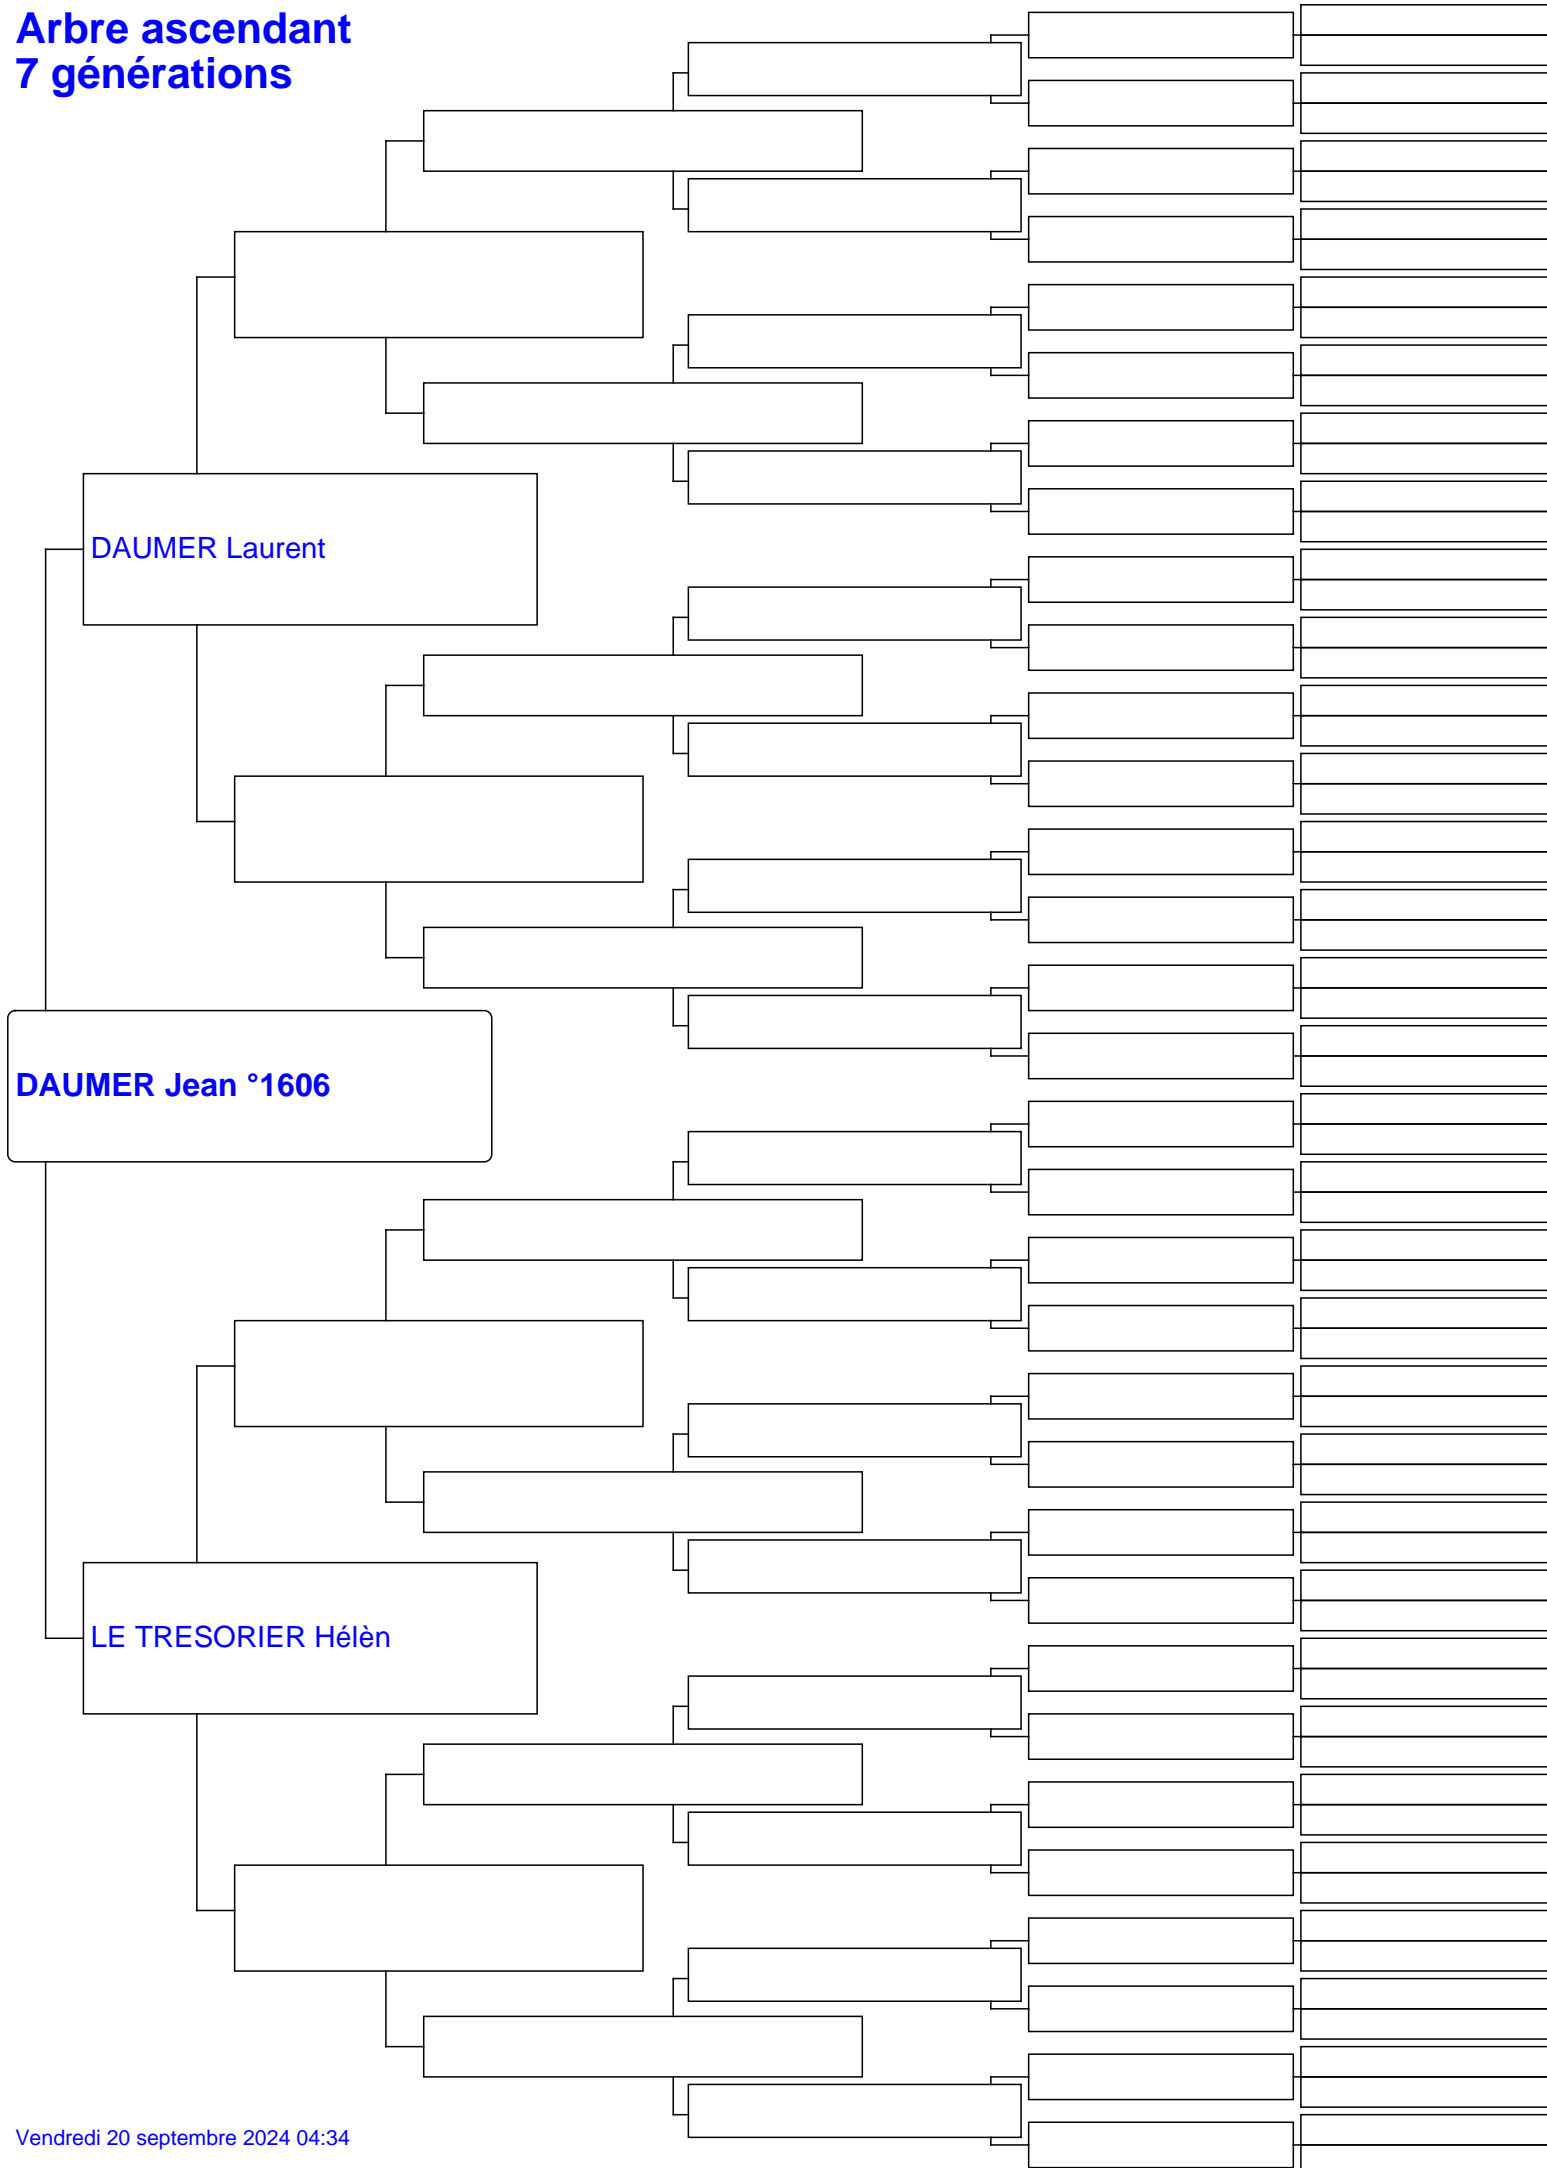 Arbre ascendant
7 générations
DAUMER Laurent
DAUMER Jean °1606
LE TRESORIER Hélèn
Vendredi 20 septembre 2024 04:34